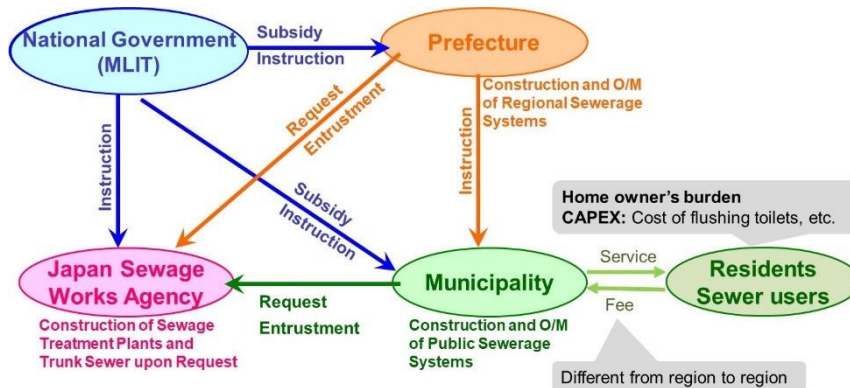 National Government
(MLIT)
Subsidy
Instruction
Prefecture
Construction and O/M
of Regional Sewerage
Systems
Request
Entrustment
Instruction
Instruction
Subsidy
Instruction
Home owner's burden
CAPEX: Cost of flushing toilets, etc.
Japan Sewage
Works Agency
Request
Entrustment
Municipality
Service
Fee
Residents
Sewer users
Construction of Sewage
Treatment Plants and
Trunk Sewer upon Request
Construction and O/M
of Public Sewerage
Systems
Different from region to region